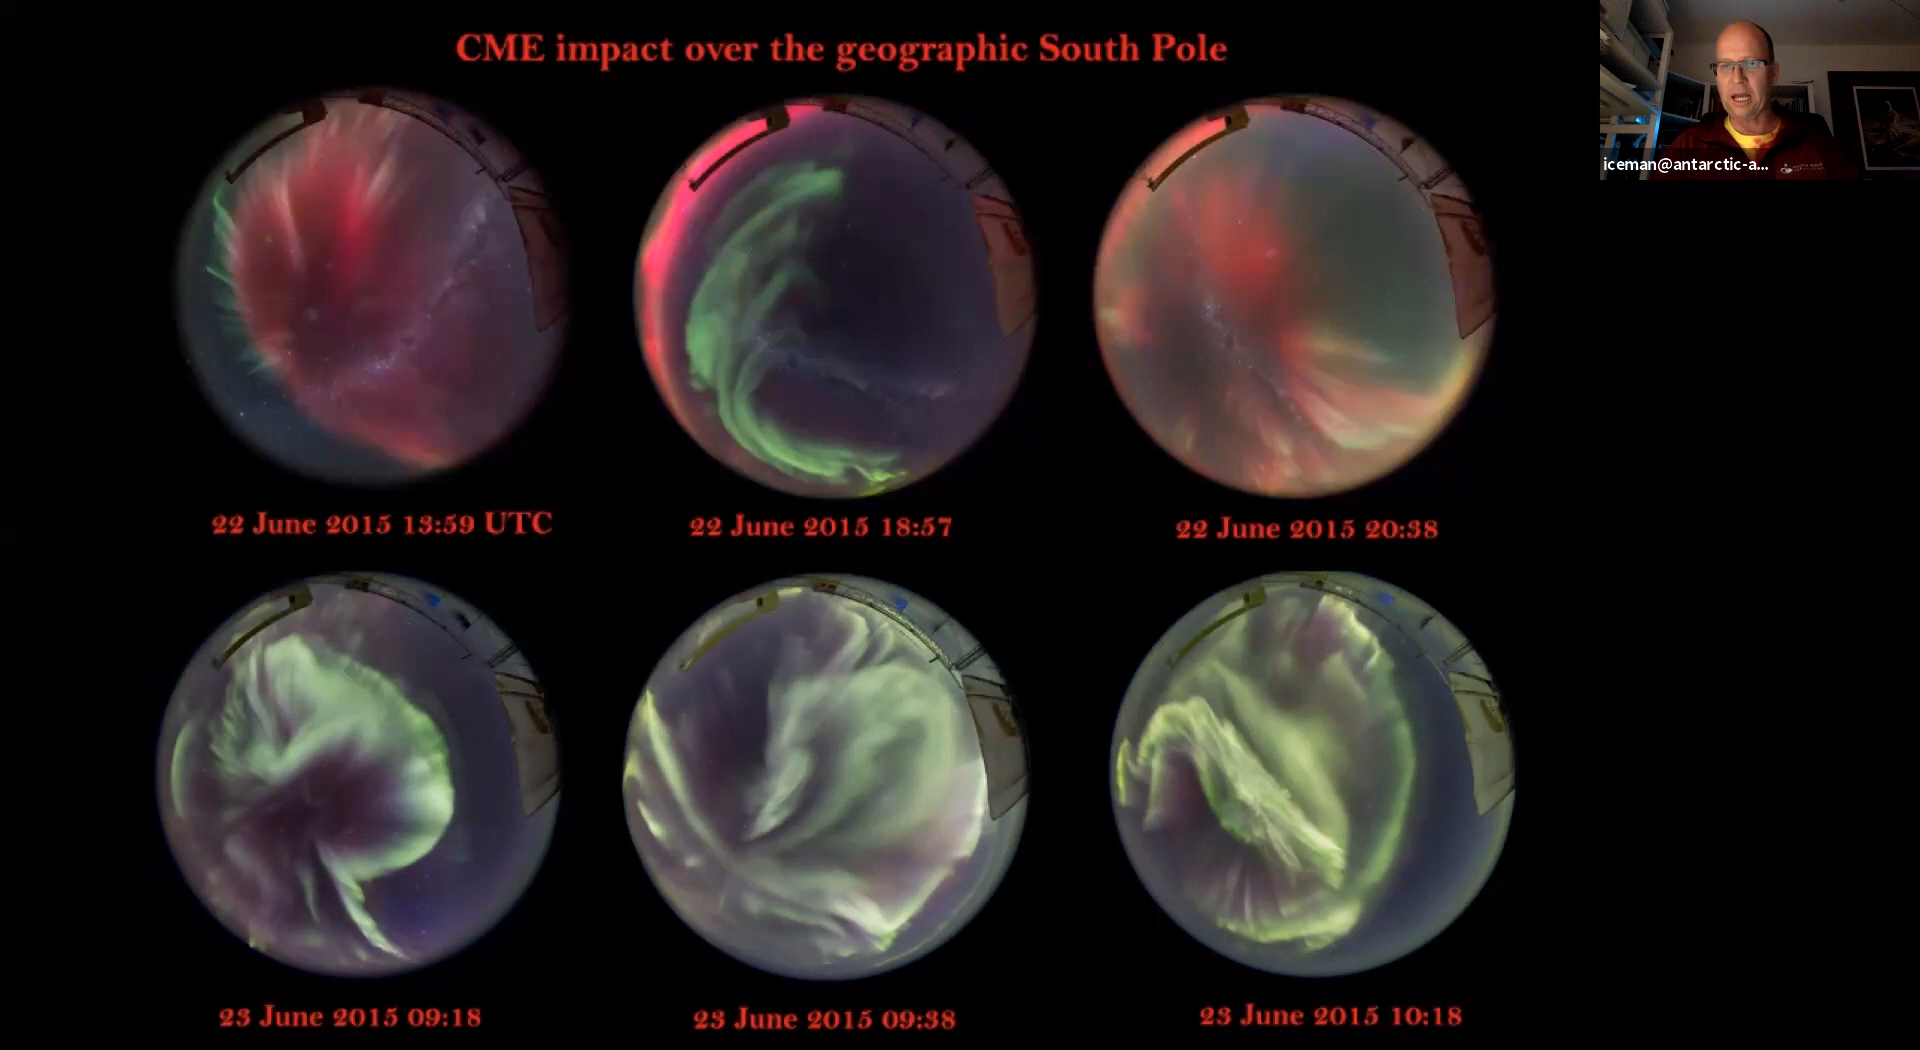 CME impact over the geographic South Pole
iceman@antarctic-a...
22 June 2015 13:59 UTC
22 June 2015 18:57
22 June 2015 20:38
23 June 2015 09:18
23 June 2015 09:38
23 June 2015 10:18